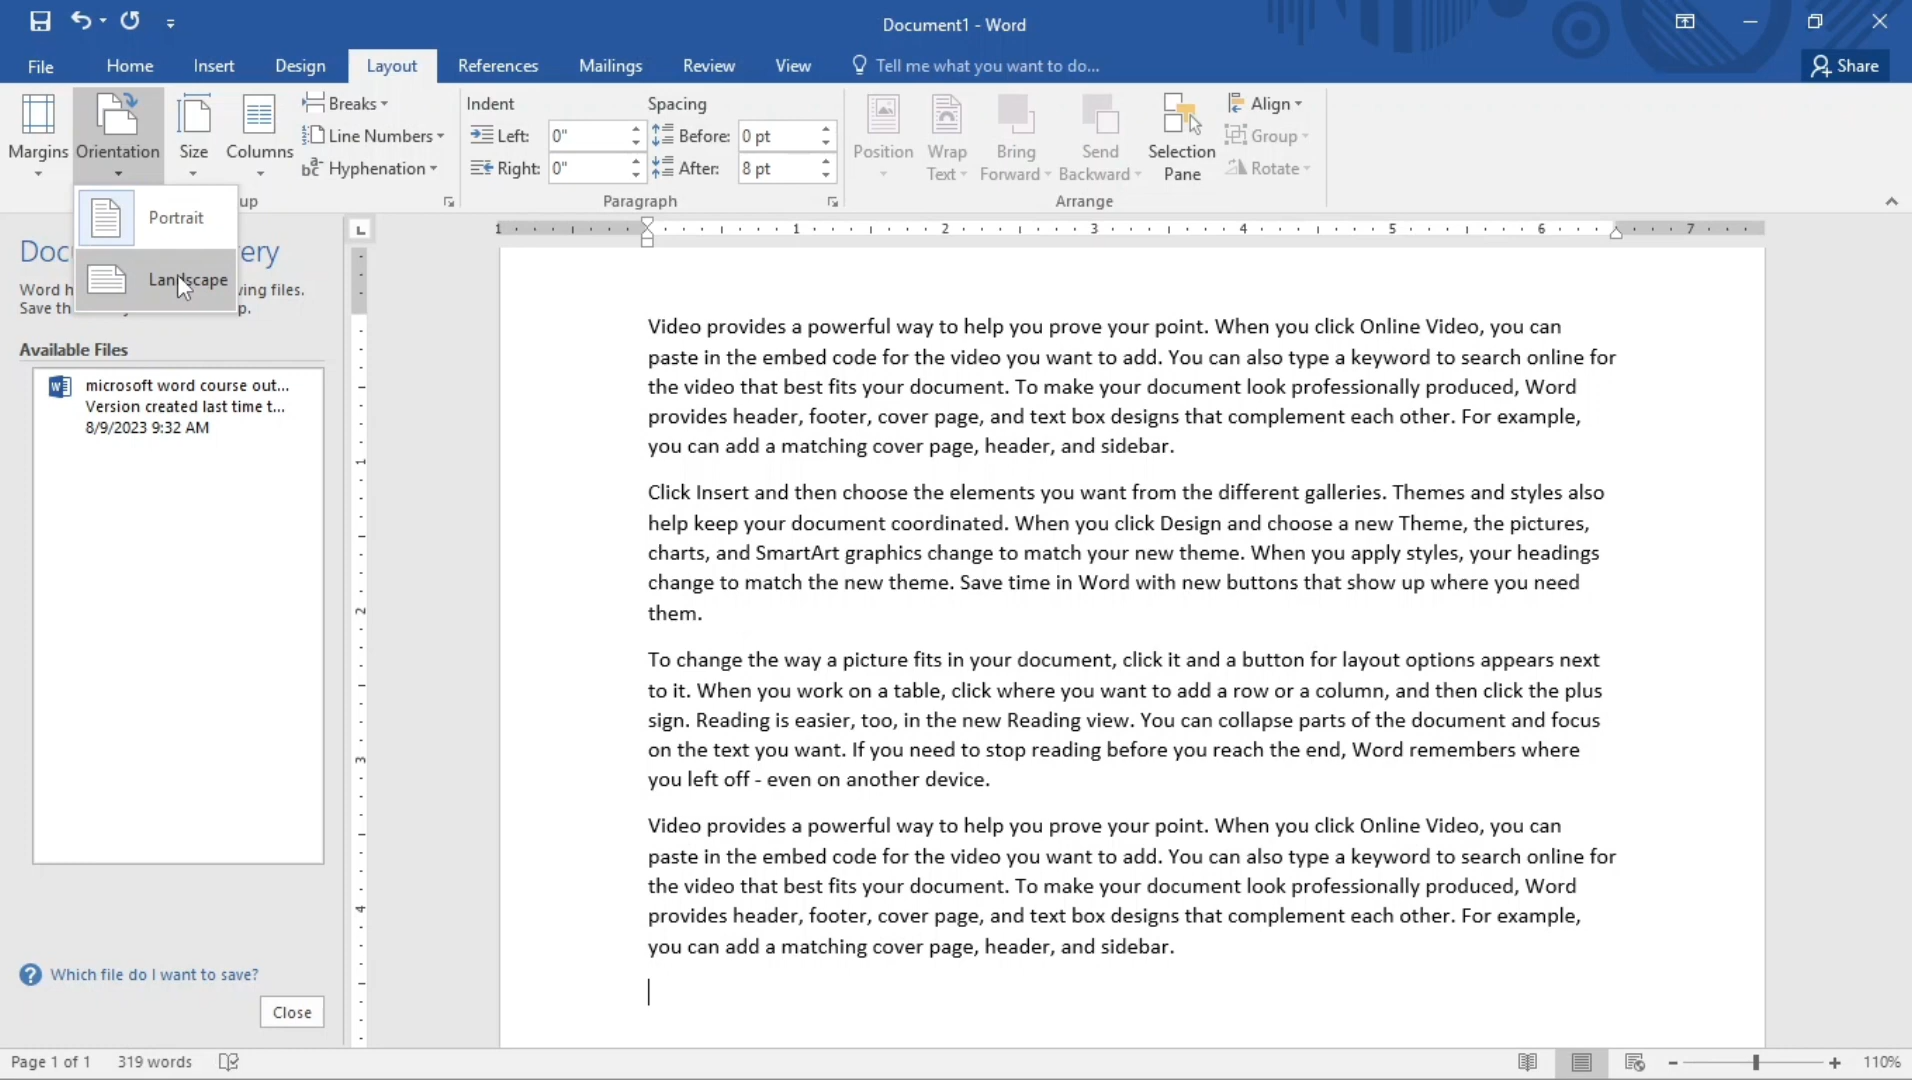 Document1 - Word
File Home Insert Design Layout References Mailings Review View Tell me what you want to do... Share
Margins Orientation Size Columns
Breaks
Line Numbers
Hyphenation
Indent
Left: 0"
Right: 0"
Spacing
Before: 0 pt
After: 8 pt
Paragraph
Position Wrap Text Bring Forward Send Backward Selection Pane
Align
Group
Rotate
Arrange
up
Portrait
Landscape
Doc ery
Word h ving files.
Save th p.
Available Files
microsoft word course out...
Version created last time t...
8/9/2023 9:32 AM
Which file do I want to save?
Close
L
1 1 2 3 4 5 6 7
1
2
3
4
Video provides a powerful way to help you prove your point. When you click Online Video, you can
paste in the embed code for the video you want to add. You can also type a keyword to search online for
the video that best fits your document. To make your document look professionally produced, Word
provides header, footer, cover page, and text box designs that complement each other. For example,
you can add a matching cover page, header, and sidebar.
Click Insert and then choose the elements you want from the different galleries. Themes and styles also
help keep your document coordinated. When you click Design and choose a new Theme, the pictures,
charts, and SmartArt graphics change to match your new theme. When you apply styles, your headings
change to match the new theme. Save time in Word with new buttons that show up where you need
them.
To change the way a picture fits in your document, click it and a button for layout options appears next
to it. When you work on a table, click where you want to add a row or a column, and then click the plus
sign. Reading is easier, too, in the new Reading view. You can collapse parts of the document and focus
on the text you want. If you need to stop reading before you reach the end, Word remembers where
you left off - even on another device.
Video provides a powerful way to help you prove your point. When you click Online Video, you can
paste in the embed code for the video you want to add. You can also type a keyword to search online for
the video that best fits your document. To make your document look professionally produced, Word
provides header, footer, cover page, and text box designs that complement each other. For example,
you can add a matching cover page, header, and sidebar.
Page 1 of 1 319 words 110%